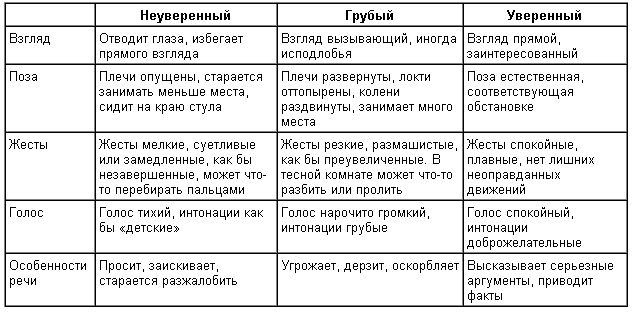 Неуверенный Грубый Уверенный
Взгляд
Отводит глаза, избегает
прямого взгляда
Взгляд вызывающий, иногда
исподлобья
Взгляд прямой,
заинтересованный
Поза
Плечи опущены, старается
занимать меньше места,
сидит на краю стула
Плечи развернуты, локти
оттопырены, колени
раздвинуты, занимает много
места
Поза естественная,
соответствующая
обстановке
Жесты
Жесты мелкие, суетливые
или замедленные, как бы
незавершенные, может что-
то перебирать пальцами
Жесты резкие, размашистые,
как бы преувеличенные. В
тесной комнате может что-то
разбить или пролить
Жесты спокойные,
плавные, нет лишних
неоправданных
движений
Голос
Голос тихий, интонации как
бы «детские»
Голос нарочито громкий,
интонации грубые
Голос спокойный,
интонации
доброжелательные
Особенности
речи
Просит, заискивает,
старается разжалобить
Угрожает, дерзит, оскорбляет
Высказывает серьезные
аргументы, приводит
факты